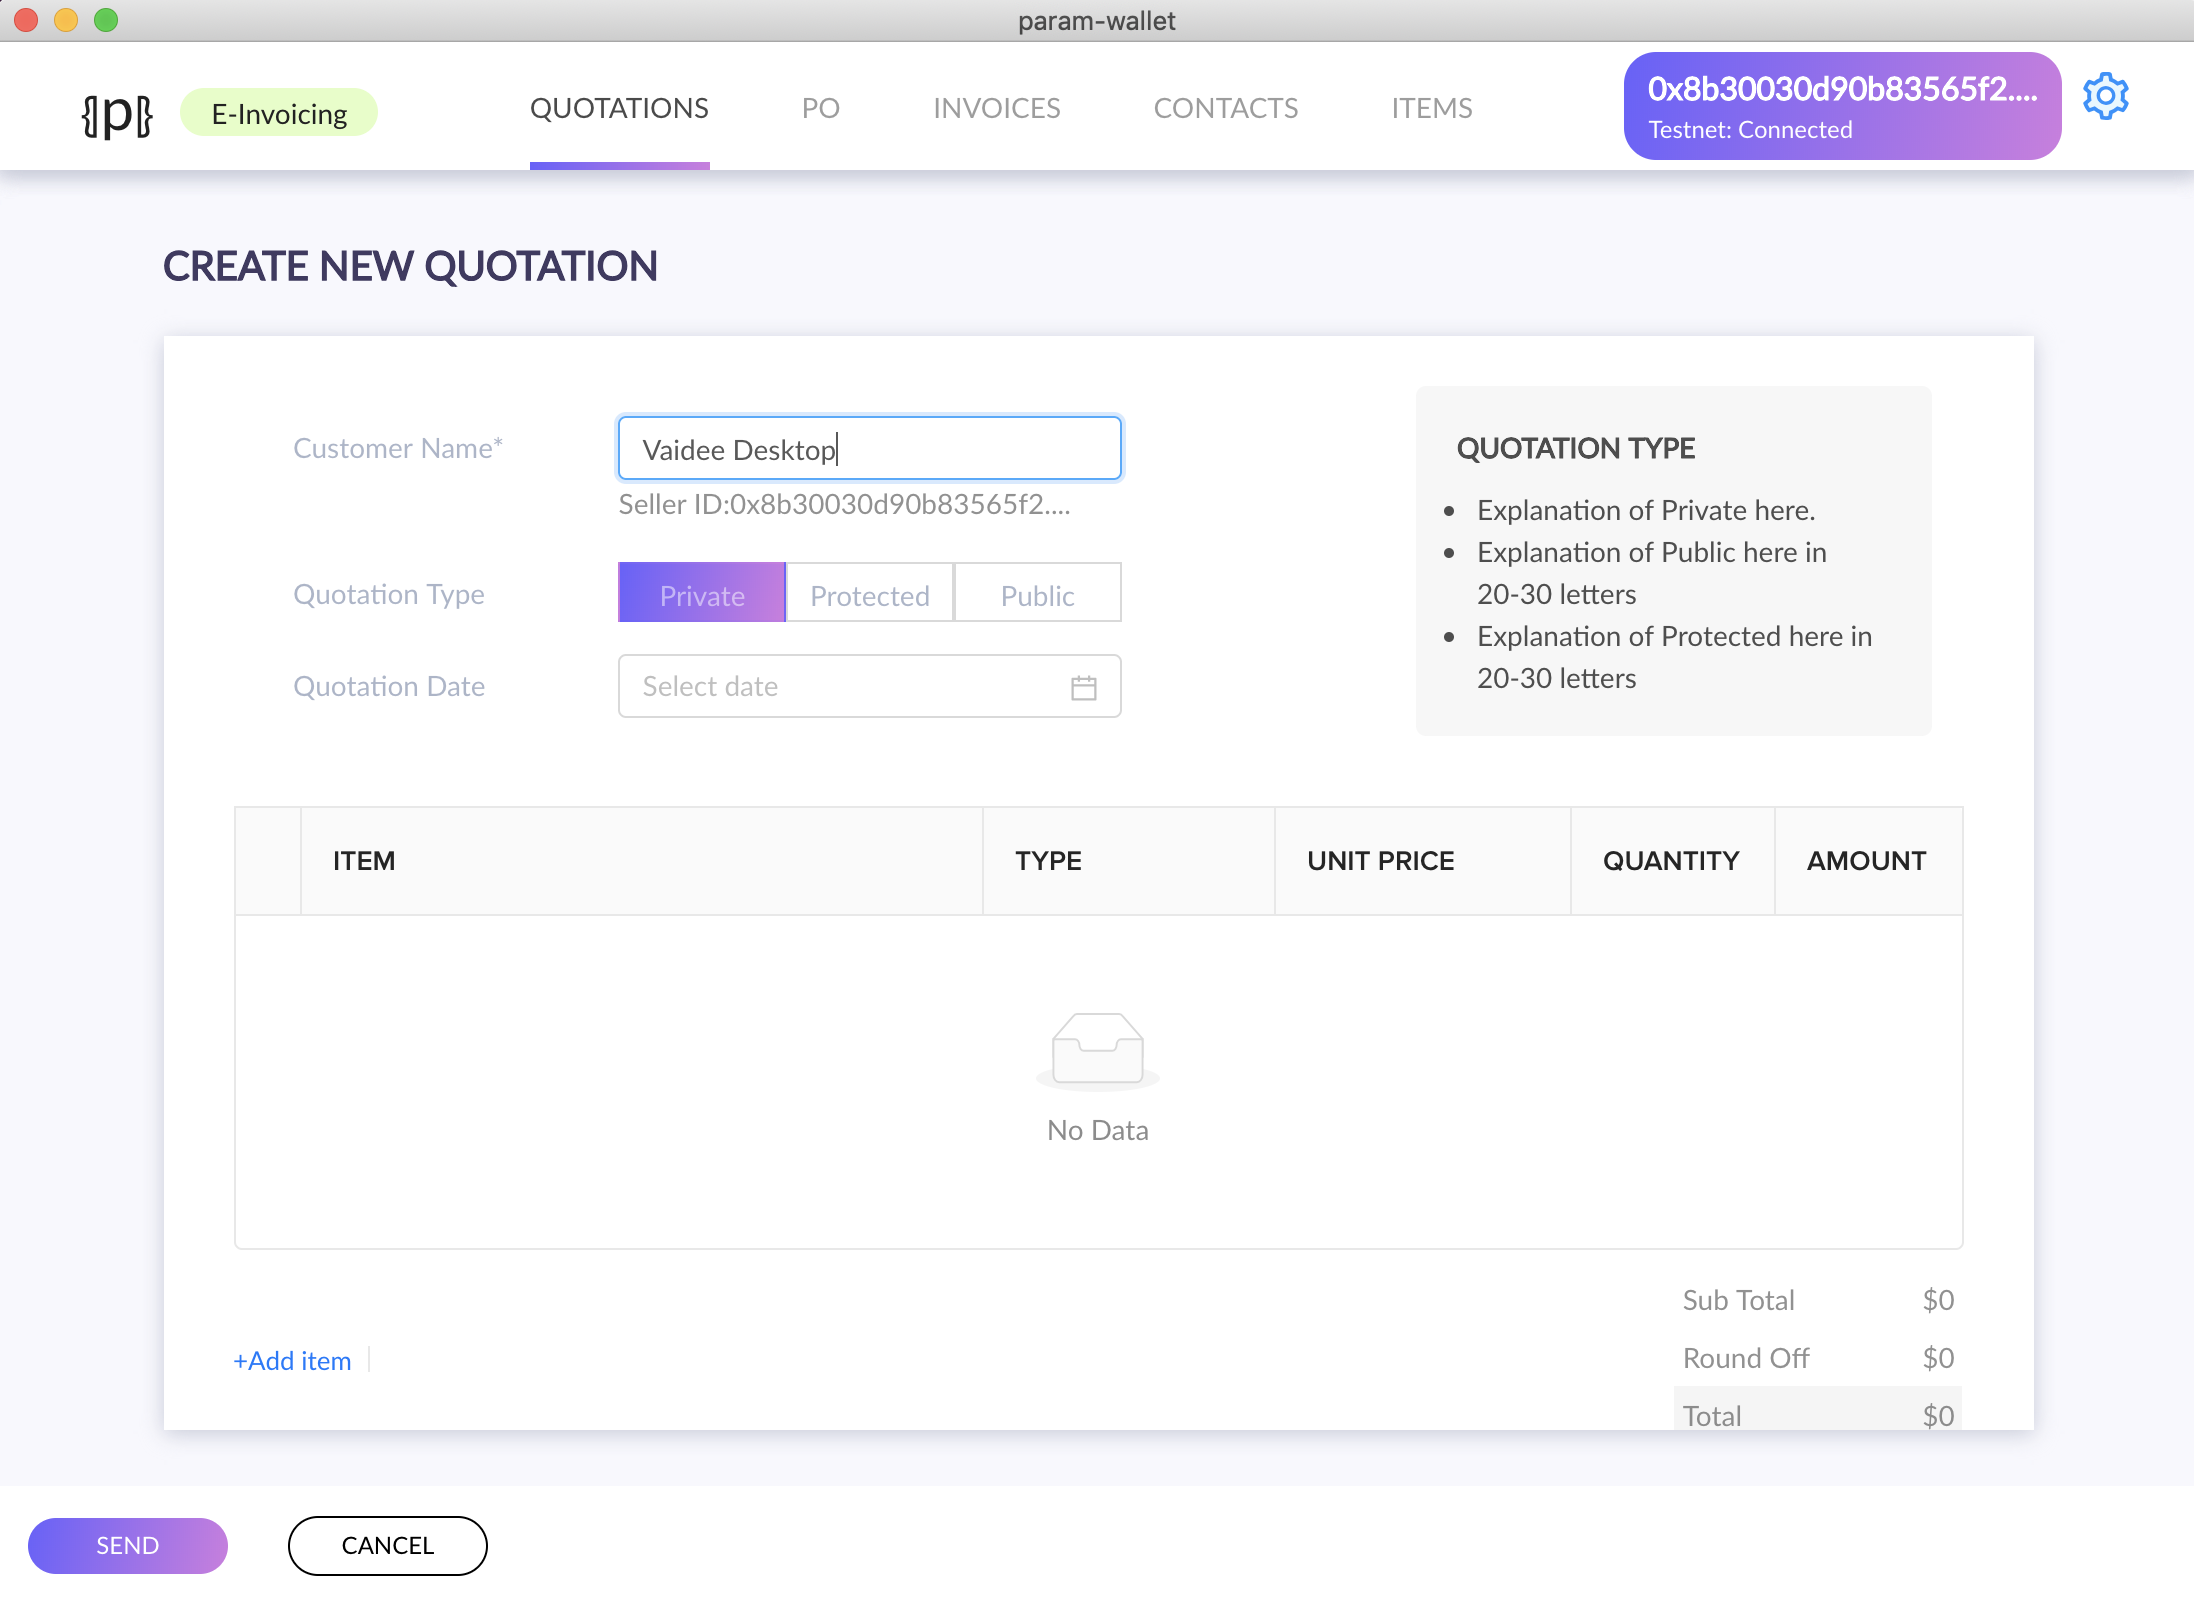 param-wallet
{|p|}
E-Invoicing
QUOTATIONS
PO
INVOICES
CONTACTS
ITEMS
0x8b30030d90b83565f2....
Testnet: Connected
CREATE NEW QUOTATION
Customer Name*
Vaidee Desktop
Seller ID:0x8b30030d90b83565f2....
Quotation Type
Private
Protected
Public
Quotation Date
Select date
QUOTATION TYPE
Explanation of Private here.
Explanation of Public here in
20-30 letters
Explanation of Protected here in
20-30 letters
ITEM
TYPE
UNIT PRICE
QUANTITY
AMOUNT
No Data
Sub Total $0
+Add item
Round Off $0
Total $0
SEND
CANCEL